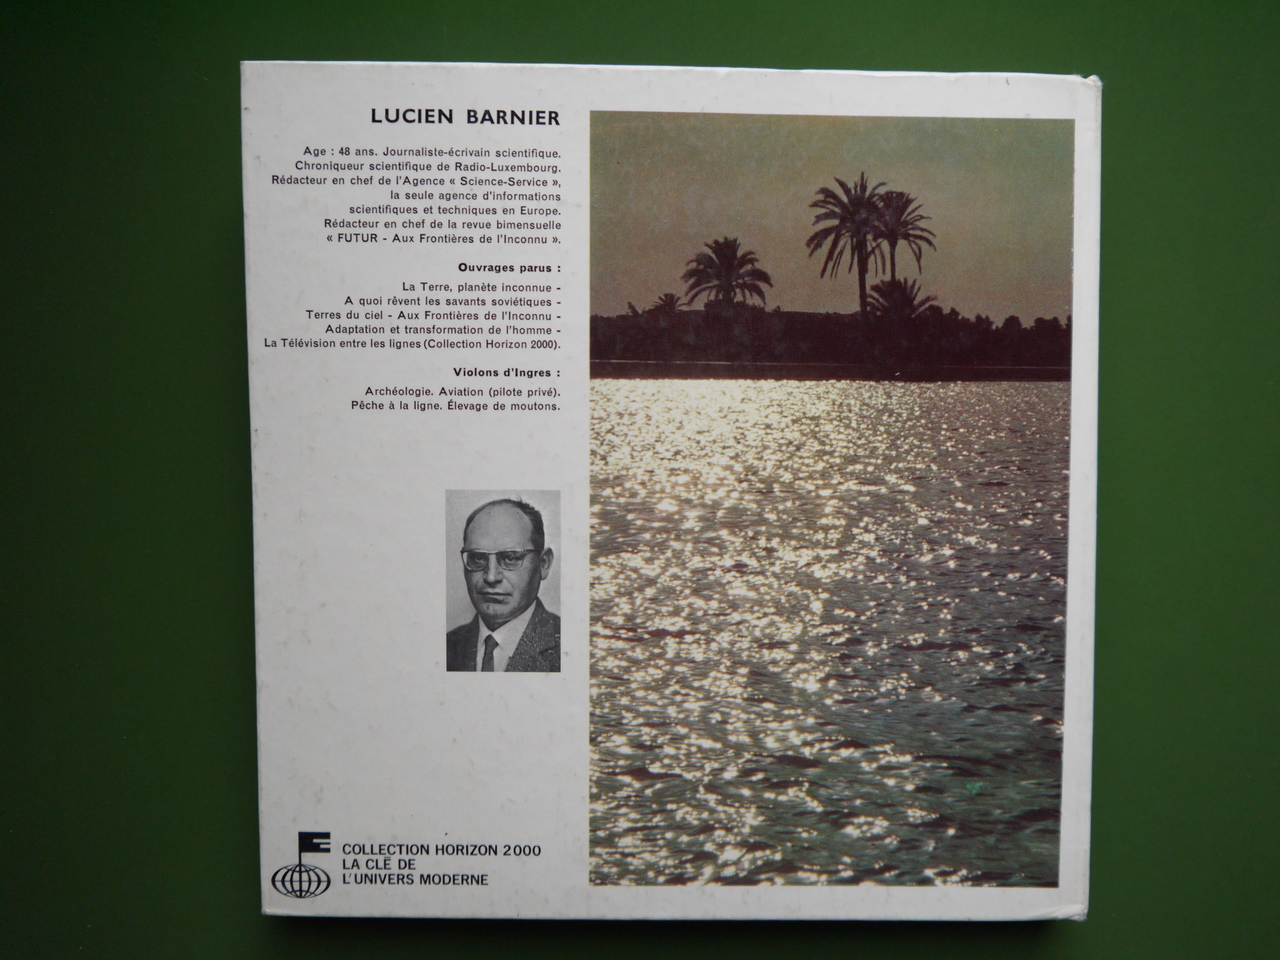 LUCIEN BARNIER
Age : 48 ans. Journaliste-écrivain scientifique.
Chroniqueur scientifique de Radio-Luxembourg.
Rédacteur en chef de l'Agence « Science-Service »,
la seule agence d'informations
scientifiques et techniques en Europe.
Rédacteur en chef de la revue bimensuelle
« FUTUR - Aux Frontières de l'Inconnu ».
Ouvrages parus :
La Terre, planète inconnue -
A quoi rêvent les savants soviétiques -
Terres du ciel - Aux Frontières de l'Inconnu -
Adaptation et transformation de l'homme -
La Télévision entre les lignes (Collection Horizon 2000).
Violons d'Ingres :
Archéologie. Aviation (pilote privé).
Pêche à la ligne. Élevage de moutons.
COLLECTION HORIZON 2000
LA CLÉ DE
L'UNIVERS MODERNE